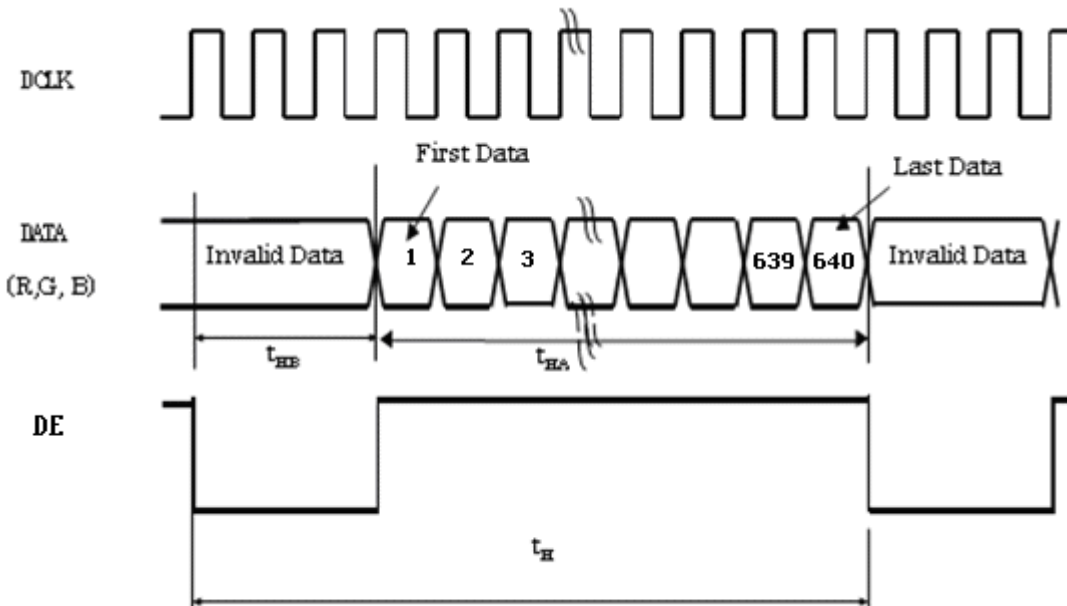 DCLK
First Data
Last Data
DATA
(R,G, B)
Invalid Data
1
2
3
639
640
Invalid Data
tHB
tHA
DE
tH